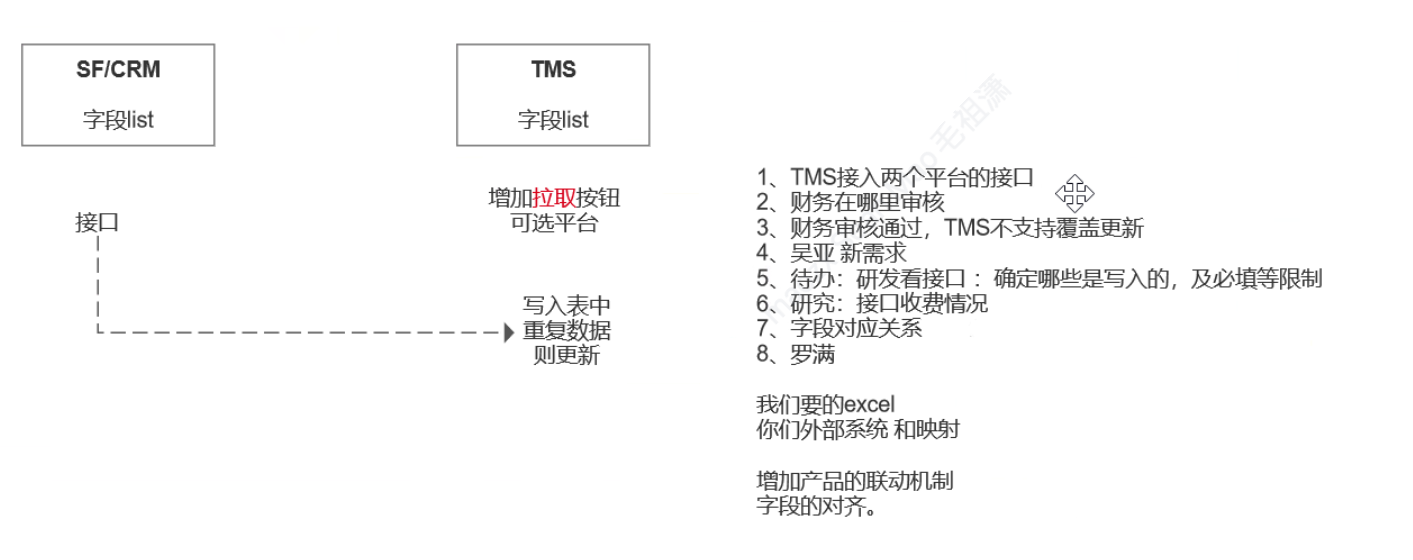 SF/CRM
字段list
TMS
字段list
接口
增加拉取按钮
可选平台
写入表中
重复数据
则更新
1、TMS接入两个平台的接口
2、财务在哪里审核
3、财务审核通过，TMS不支持覆盖更新
4、吴亚 新需求
5、待办：研发看接口 ：确定哪些是写入的，及必填等限制
6、研究：接口收费情况
7、字段对应关系
8、罗满
我们要的excel
你们外部系统 和映射
增加产品的联动机制
字段的对齐。
毛祖潇